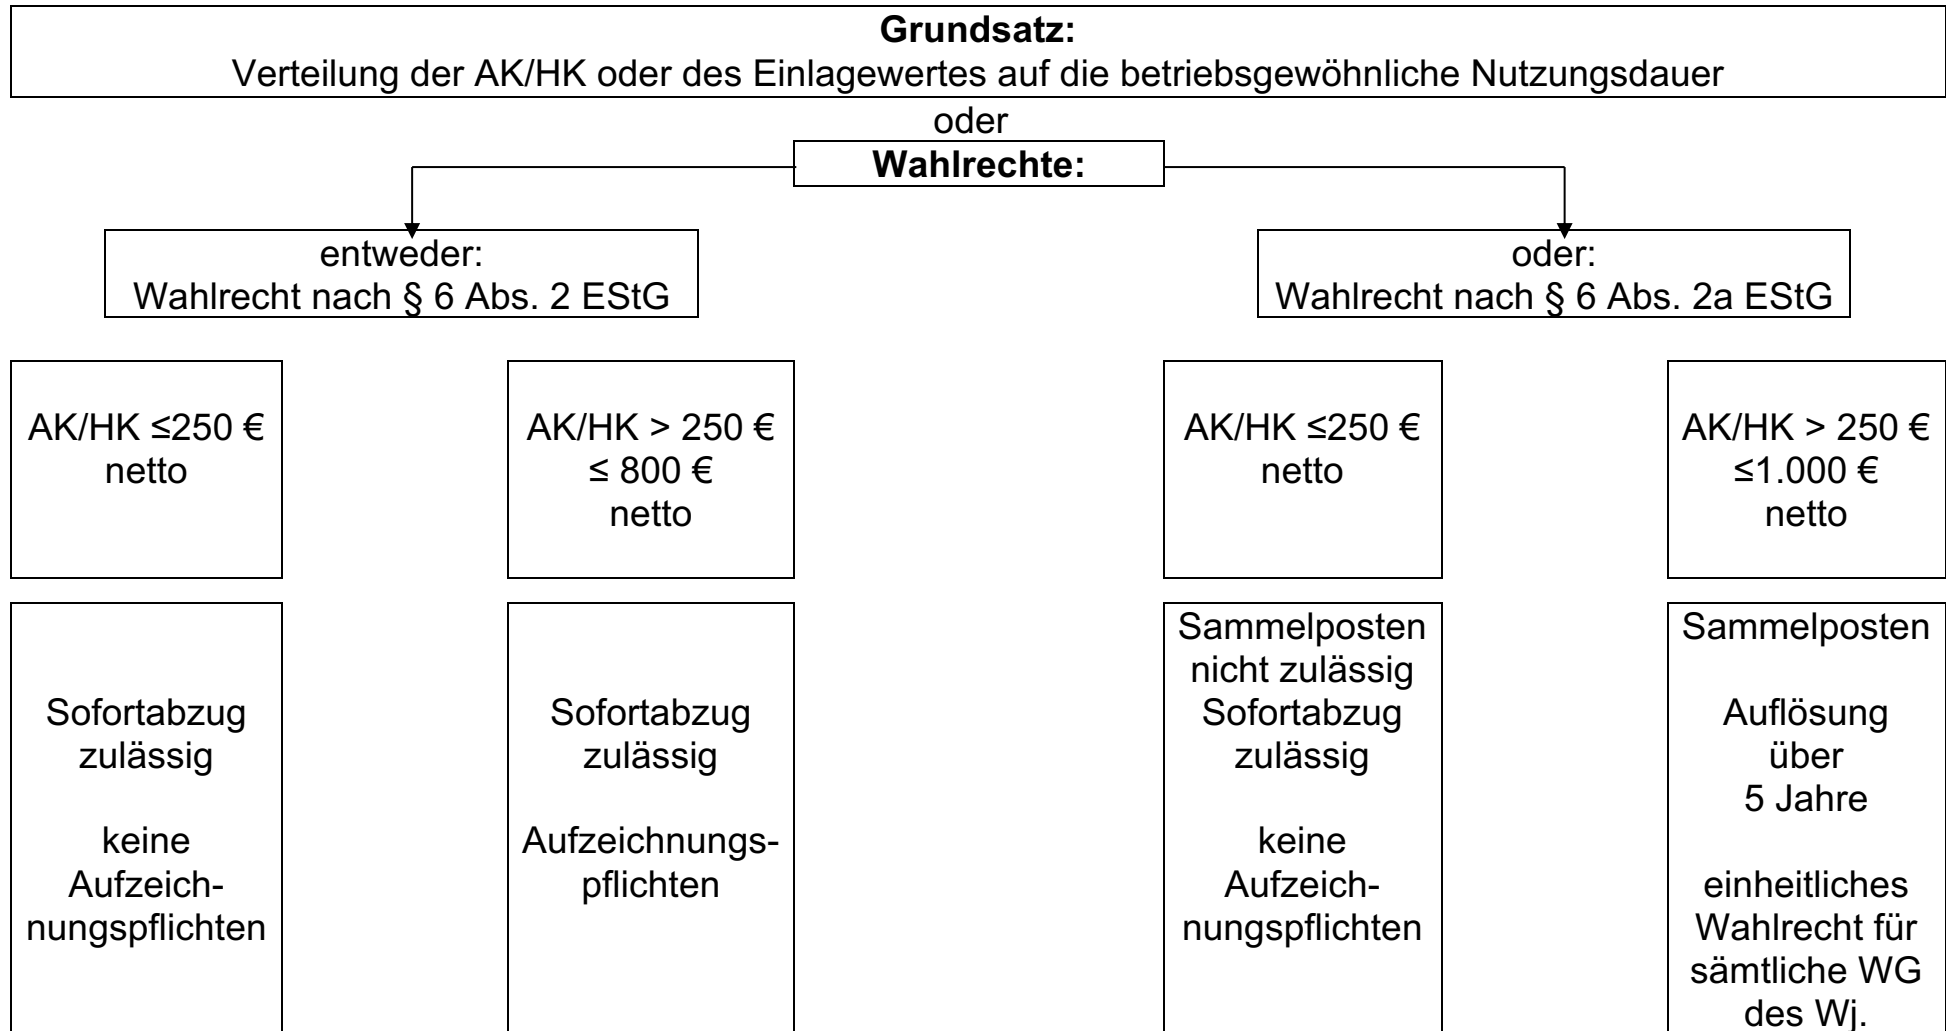 Grundsatz:
Verteilung der AK/HK oder des Einlagewertes auf die betriebsgewöhnliche Nutzungsdauer
oder
Wahlrechte:
entweder:
Wahlrecht nach § 6 Abs. 2 EStG
oder:
Wahlrecht nach § 6 Abs. 2a EStG
AK/HK ≤250 €
netto
AK/HK > 250 €
≤ 800 €
netto
AK/HK ≤250 €
netto
AK/HK > 250 €
≤1.000 €
netto
Sofortabzug
zulässig
keine
Aufzeich-
nungspflichten
Sofortabzug
zulässig
Aufzeichnungs-
pflichten
Sammelposten
nicht zulässig
Sofortabzug
zulässig
keine
Aufzeich-
nungspflichten
Sammelposten
Auflösung
über
5 Jahre
einheitliches
Wahlrecht für
sämtliche WG
des Wj.